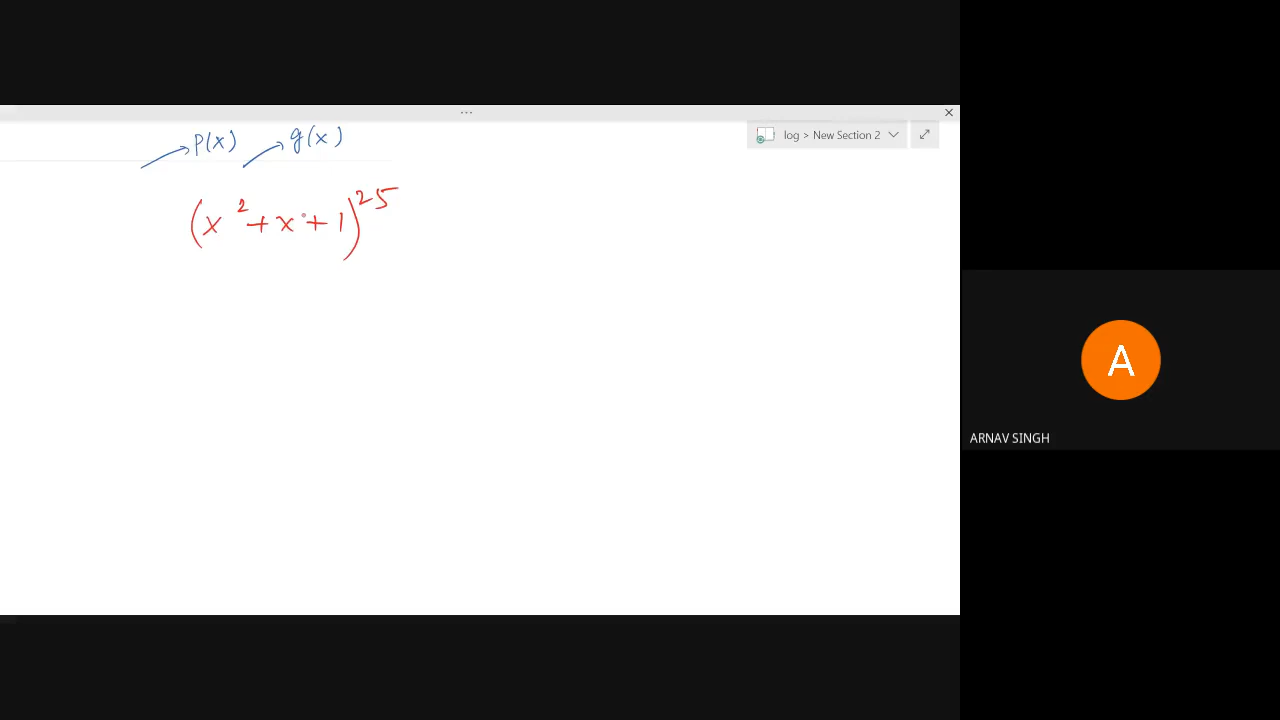 log > New Section 2
p(x) g(x)
(x² + x + 1)²⁵
A
ARNAV SINGH